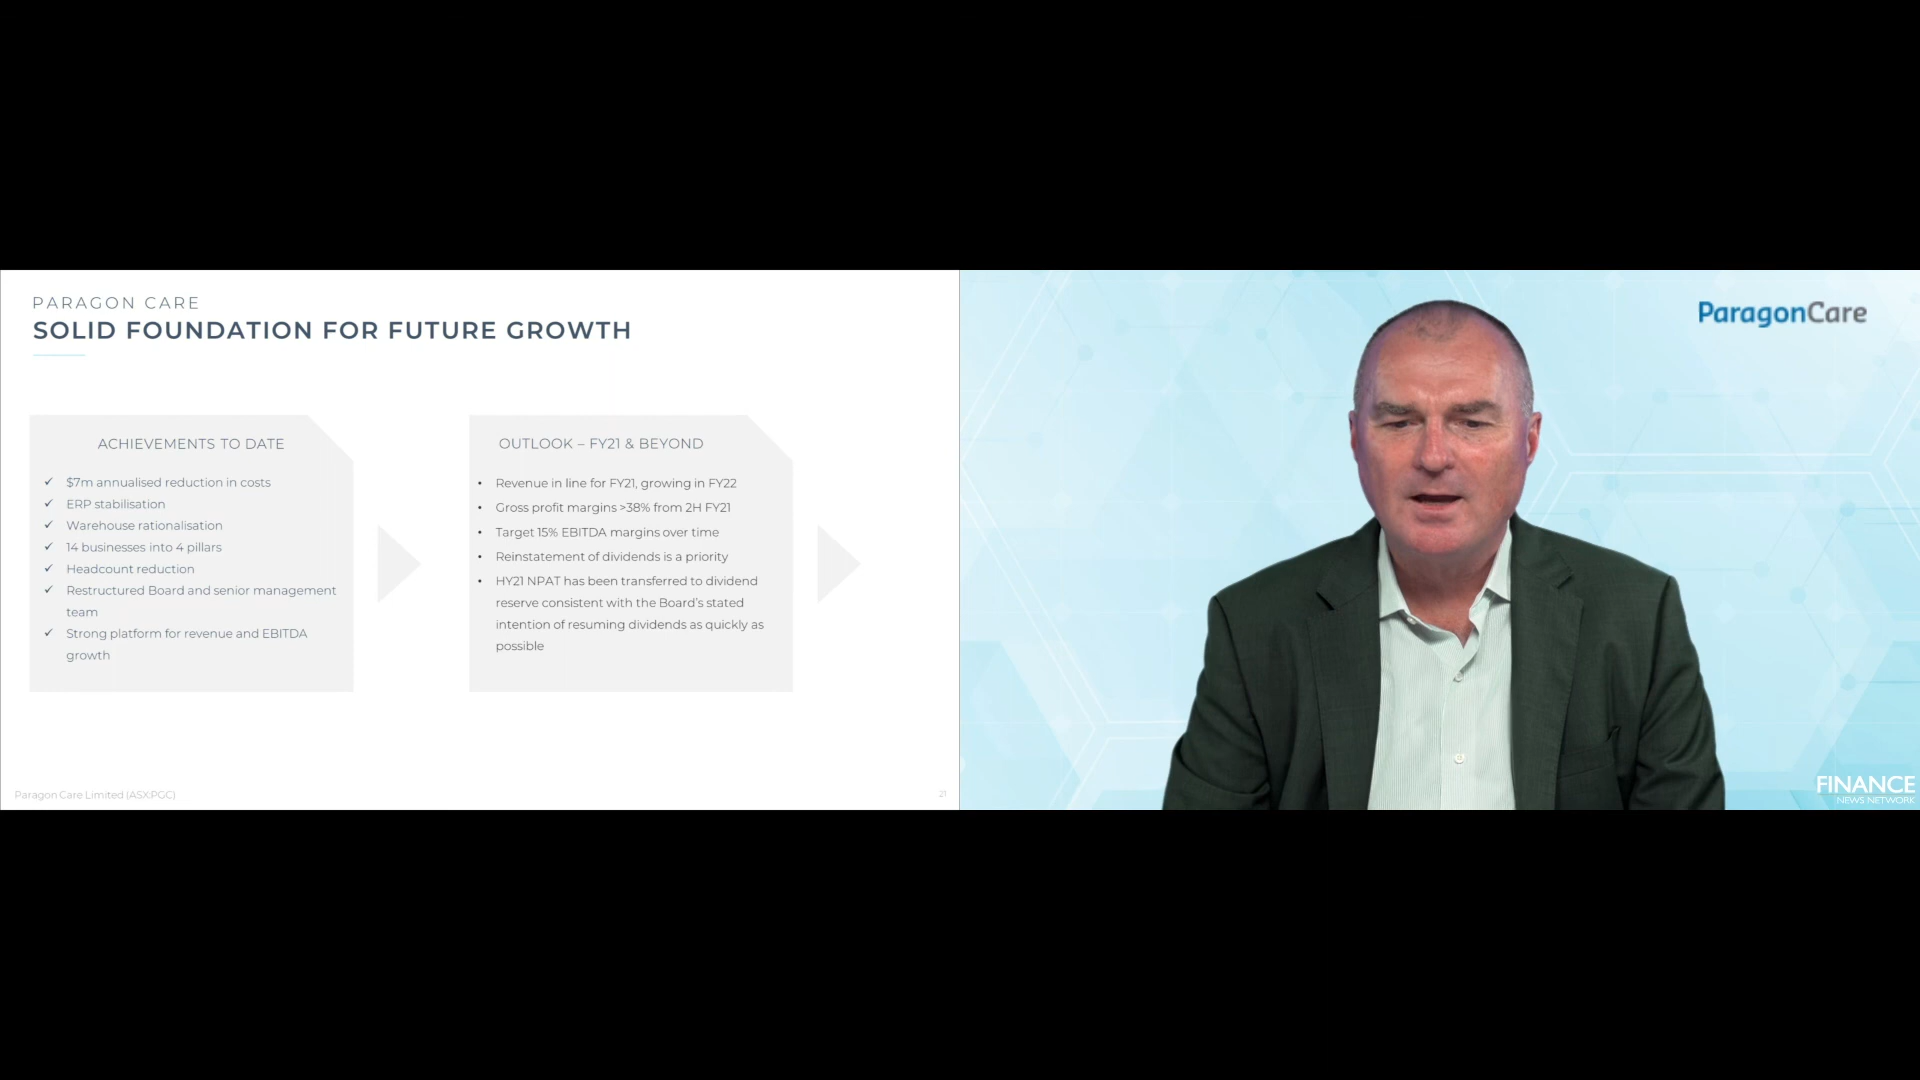 PARAGON CARE
SOLID FOUNDATION FOR FUTURE GROWTH
ACHIEVEMENTS TO DATE
✓ $7m annualised reduction in costs
✓ ERP stabilisation
✓ Warehouse rationalisation
✓ 14 businesses into 4 pillars
✓ Headcount reduction
✓ Restructured Board and senior management
team
✓ Strong platform for revenue and EBITDA
growth
OUTLOOK – FY21 & BEYOND
• Revenue in line for FY21, growing in FY22
• Gross profit margins >38% from 2H FY21
• Target 15% EBITDA margins over time
• Reinstatement of dividends is a priority
• HY21 NPAT has been transferred to dividend
reserve consistent with the Board's stated
intention of resuming dividends as quickly as
possible
Paragon Care Limited (ASX:PGC)
21
ParagonCare
FINANCE
NEWS NETWORK